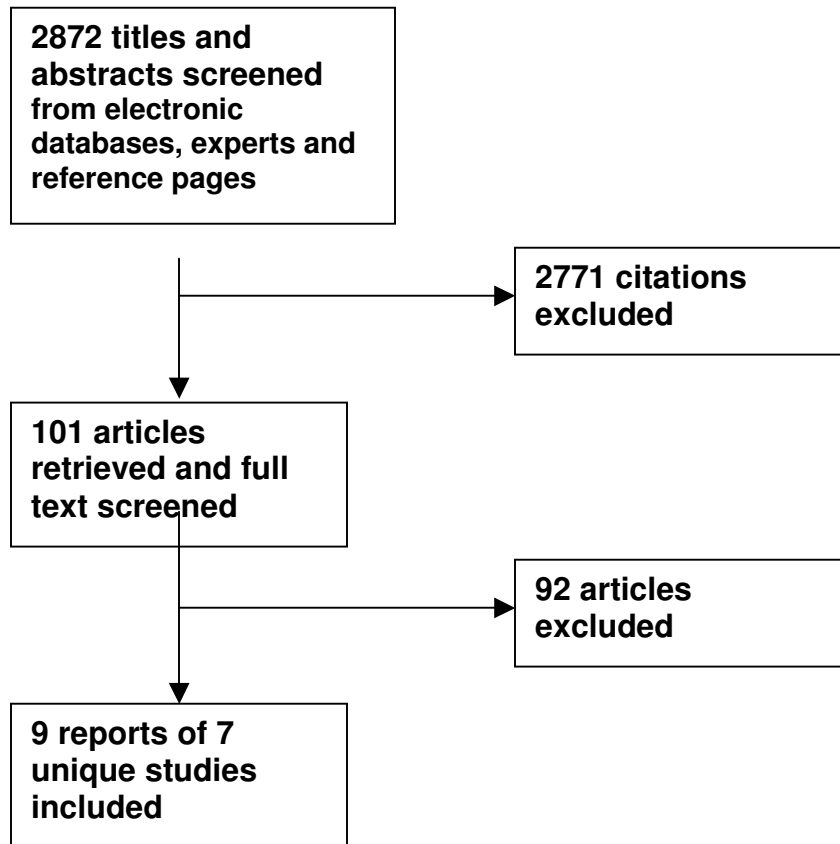 2872 titles and
abstracts screened
from electronic
databases, experts and
reference pages
2771 citations
excluded
101 articles
retrieved and full
text screened
92 articles
excluded
9 reports of 7
unique studies
included